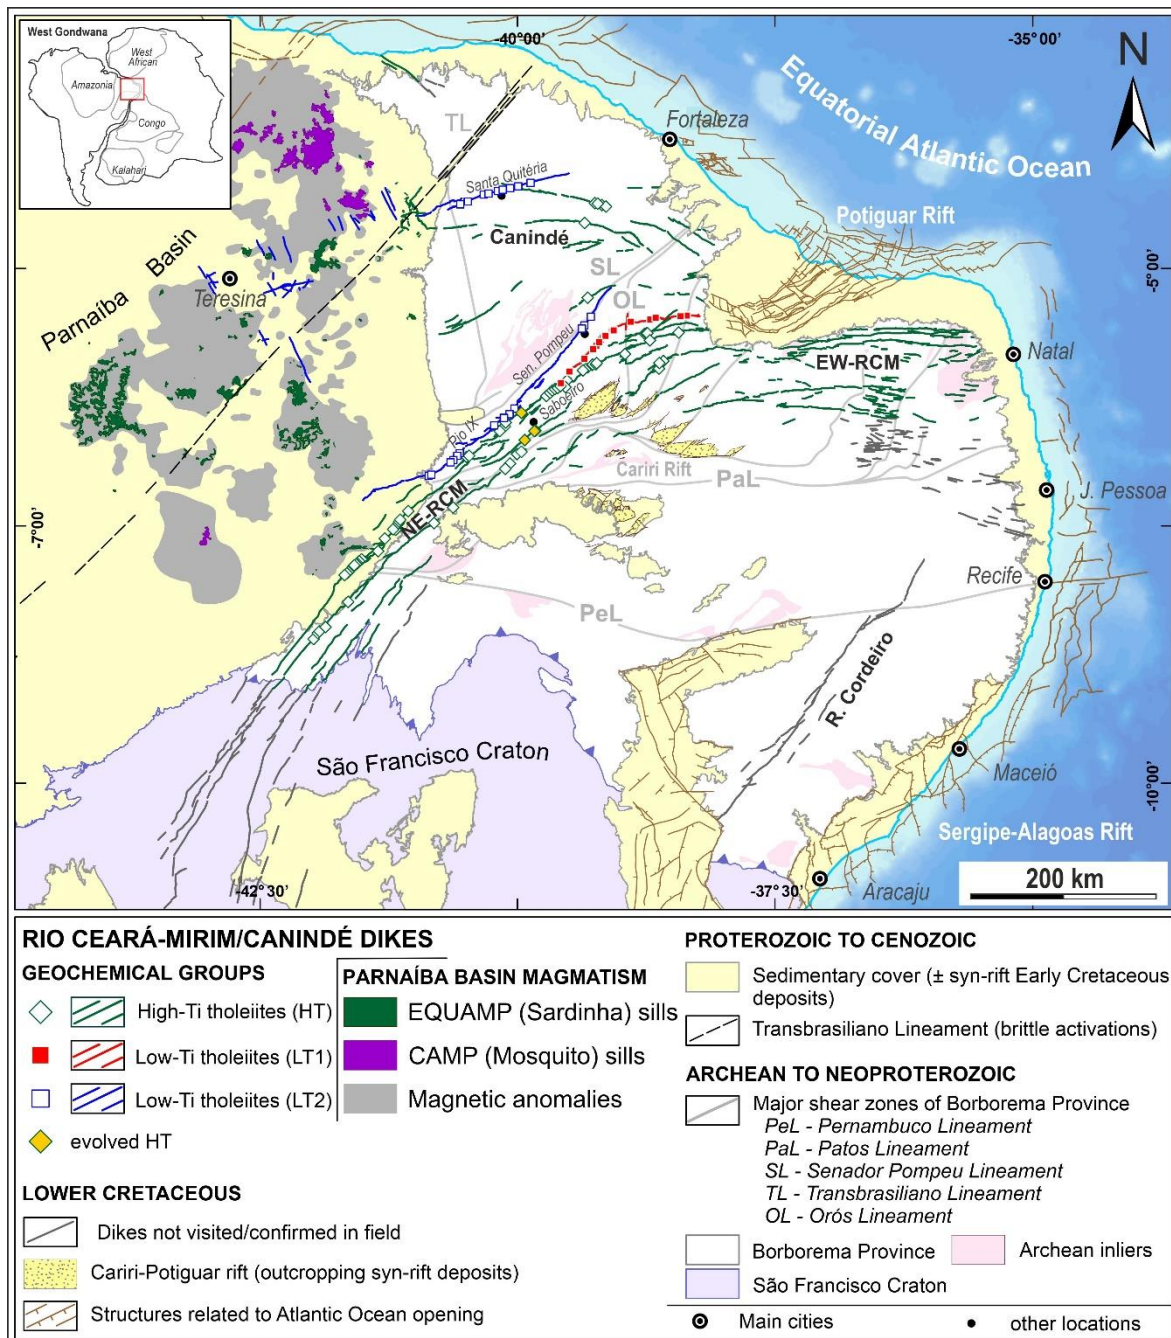 West Gondwana
West
African
Amazonia
Congo
Kalahari
-40°00'
-35°00'
N
Equatorial Atlantic Ocean
TL
Fortaleza
Santa Quitéria
Potiguar Rift
Canindé
Parnaíba Basin
SL
-5°00'
Teresina
OL
Natal
Sen. Pompeu
EW-RCM
Saboeiro
Pio IX
Cariri Rift
PaL
J. Pessoa
NE-RCM
-7°00'
Recife
PeL
R. Cordeiro
São Francisco Craton
Maceió
-10°00'
Sergipe-Alagoas Rift
200 km
-42°30'
-37°30'
Aracaju
RIO CEARÁ-MIRIM/CANINDÉ DIKES
GEOCHEMICAL GROUPS
High-Ti tholeiites (HT)
Low-Ti tholeiites (LT1)
Low-Ti tholeiites (LT2)
evolved HT
PARNAÍBA BASIN MAGMATISM
EQUAMP (Sardinha) sills
CAMP (Mosquito) sills
Magnetic anomalies
LOWER CRETACEOUS
Dikes not visited/confirmed in field
Cariri-Potiguar rift (outcropping syn-rift deposits)
Structures related to Atlantic Ocean opening
PROTEROZOIC TO CENOZOIC
Sedimentary cover (± syn-rift Early Cretaceous
deposits)
Transbrasiliano Lineament (brittle activations)
ARCHEAN TO NEOPROTEROZOIC
Major shear zones of Borborema Province
PeL - Pernambuco Lineament
PaL - Patos Lineament
SL - Senador Pompeu Lineament
TL - Transbrasiliano Lineament
OL - Orós Lineament
Borborema Province
Archean inliers
São Francisco Craton
Main cities
other locations